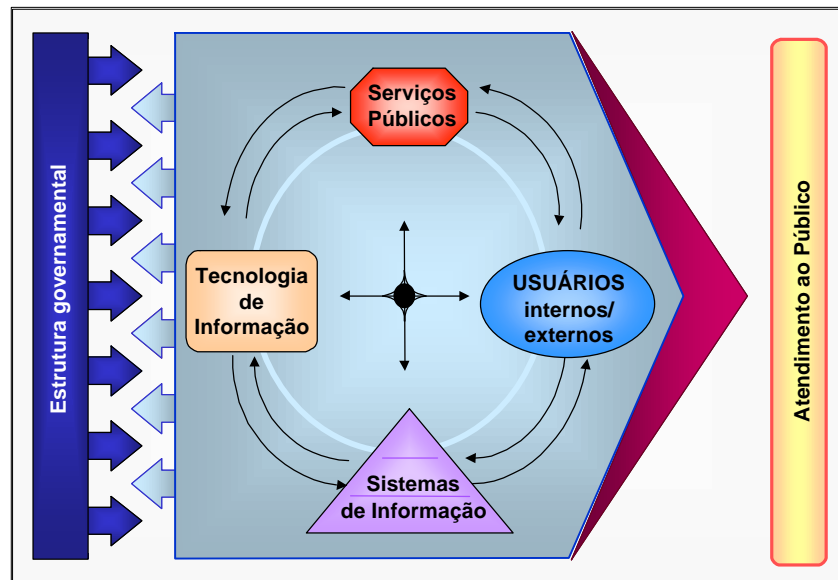 Estrutura governamental
Serviços
Públicos
Tecnologia
de
Informação
USUÁRIOS
internos/
externos
Sistemas
de Informação
Atendimento ao Público